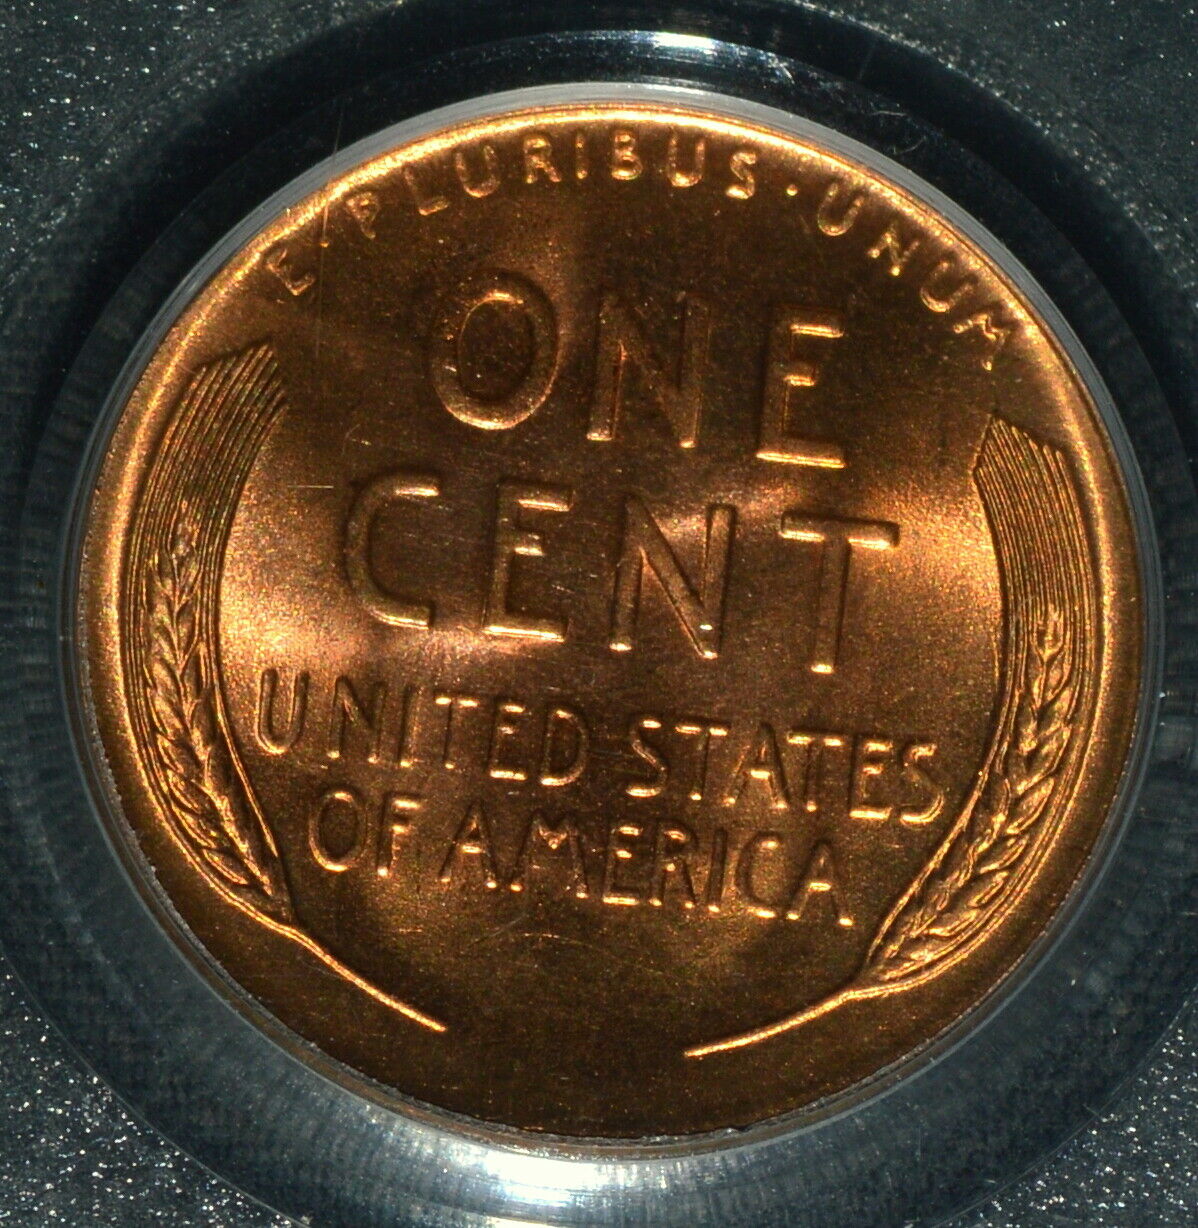 E · PLURIBUS · UNUM
ONE
CENT
UNITED STATES
OF AMERICA